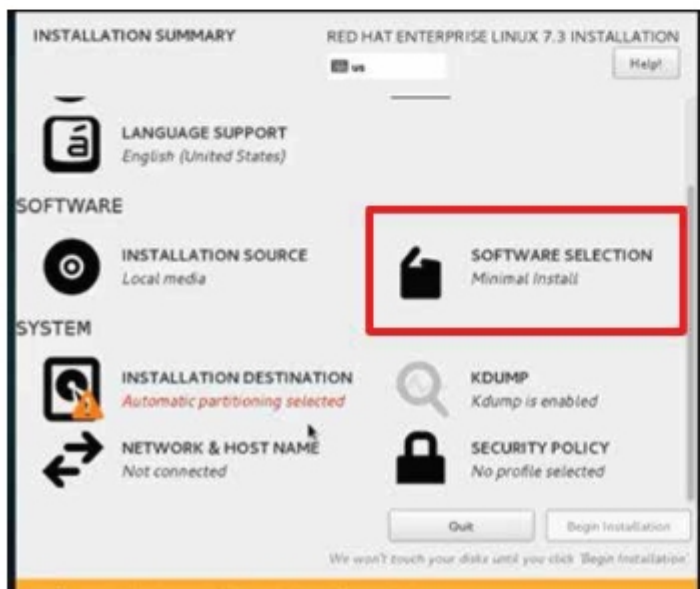 INSTALLATION SUMMARY
RED HAT ENTERPRISE LINUX 7.3 INSTALLATION
us
Help!
LANGUAGE SUPPORT
English (United States)
SOFTWARE
INSTALLATION SOURCE
Local media
SOFTWARE SELECTION
Minimal Install
SYSTEM
INSTALLATION DESTINATION
Automatic partitioning selected
KDUMP
Kdump is enabled
NETWORK & HOST NAME
Not connected
SECURITY POLICY
No profile selected
Quit
Begin Installation
We won't touch your disks until you click 'Begin Installation'.